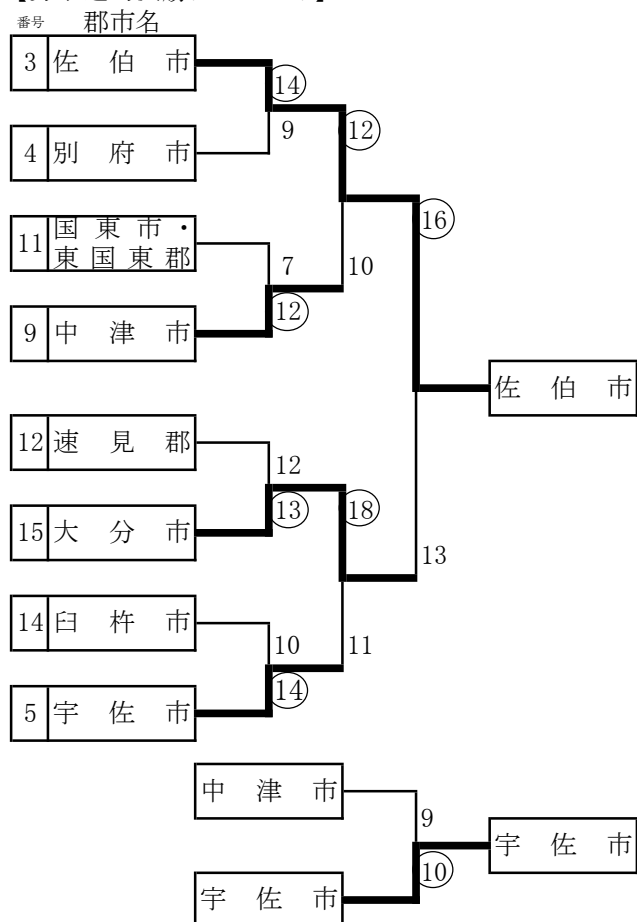 番号 郡市名
3 佐伯市
⑭
4 別府市
9
⑫
11 国東市・
東国東郡
7
10
9 中津市
⑫
⑯
佐伯市
12 速見郡
12
15 大分市
⑬
⑱
13
14 臼杵市
10
11
5 宇佐市
⑭
中津市
9
宇佐市
⑩
宇佐市